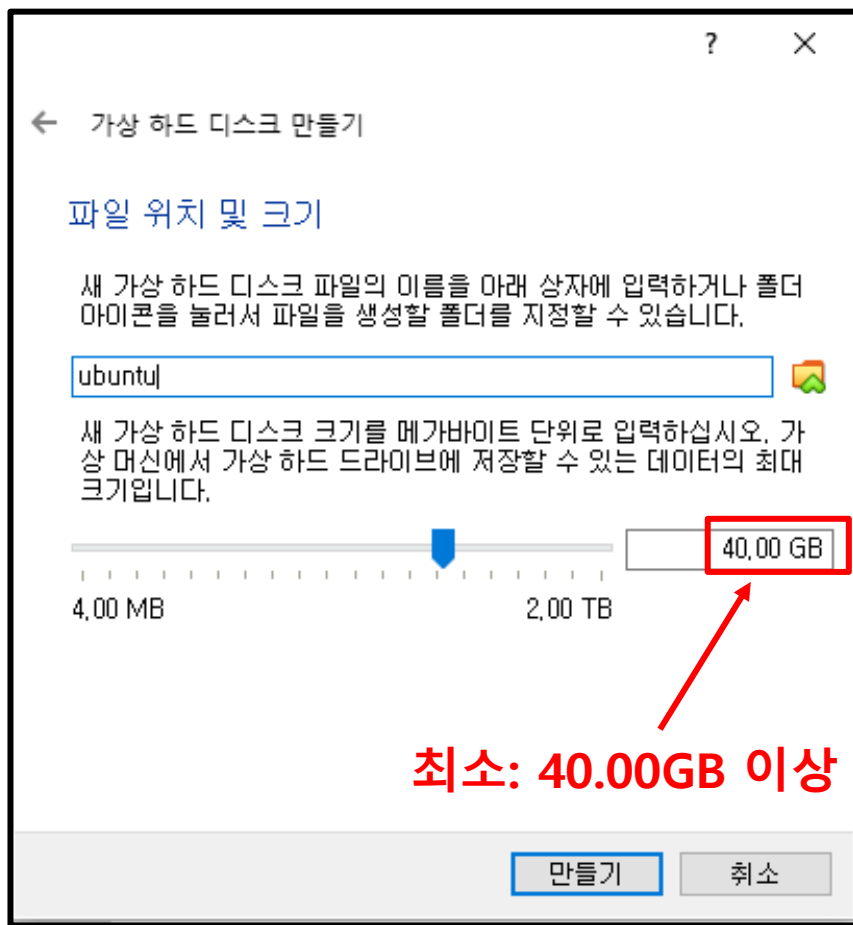 ?
가상 하드 디스크 만들기
파일 위치 및 크기
새 가상 하드 디스크 파일의 이름을 아래 상자에 입력하거나 폴더
아이콘을 눌러서 파일을 생성할 폴더를 지정할 수 있습니다.
ubuntu
새 가상 하드 디스크 크기를 메가바이트 단위로 입력하십시오. 가
상 머신에서 가상 하드 드라이브에 저장할 수 있는 데이터의 최대
크기입니다.
40,00 GB
4,00 MB 2,00 TB
최소: 40.00GB 이상
만들기 취소